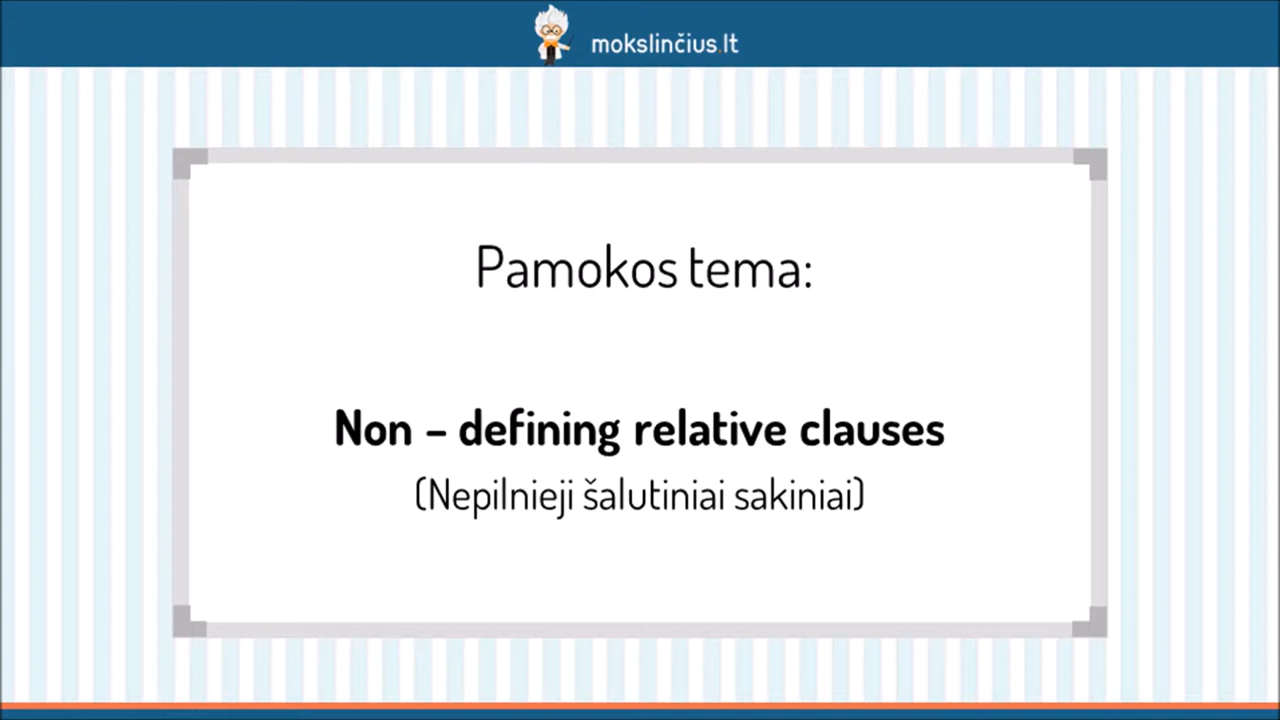 mokslinčius.lt
Pamokos tema:
Non – defining relative clauses
(Nepilnieji šalutiniai sakiniai)